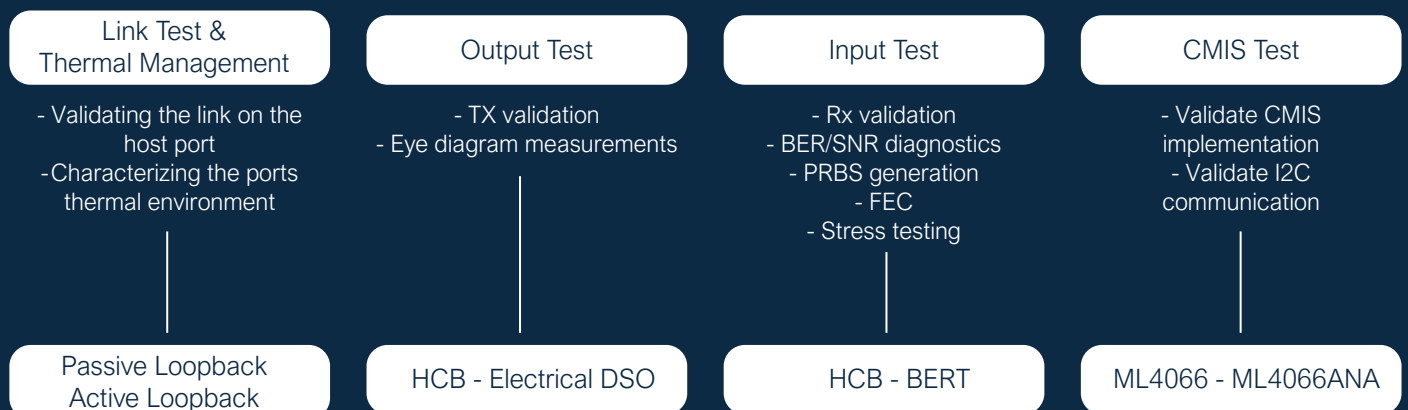 Link Test &
Thermal Management
- Validating the link on the
host port
-Characterizing the ports
thermal environment
Passive Loopback
Active Loopback
Output Test
- TX validation
- Eye diagram measurements
HCB - Electrical DSO
Input Test
- Rx validation
- BER/SNR diagnostics
- PRBS generation
- FEC
- Stress testing
HCB - BERT
CMIS Test
- Validate CMIS
implementation
- Validate I2C
communication
ML4066 - ML4066ANA